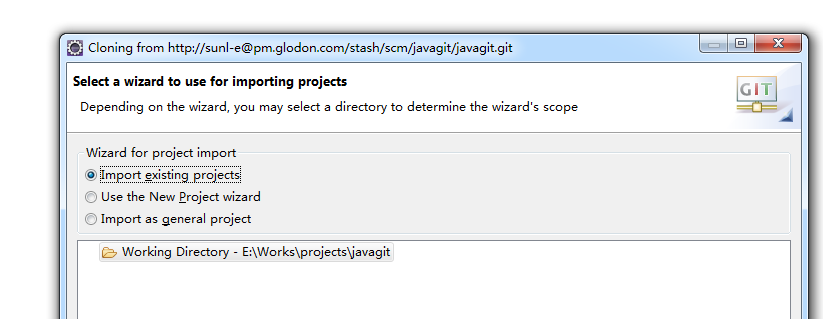 Cloning from http://sunl-e@pm.glodon.com/stash/scm/javagit/javagit.git
Select a wizard to use for importing projects
Depending on the wizard, you may select a directory to determine the wizard's scope
GIT
Wizard for project import
Import existing projects
Use the New Project wizard
Import as general project
Working Directory - E:\Works\projects\javagit